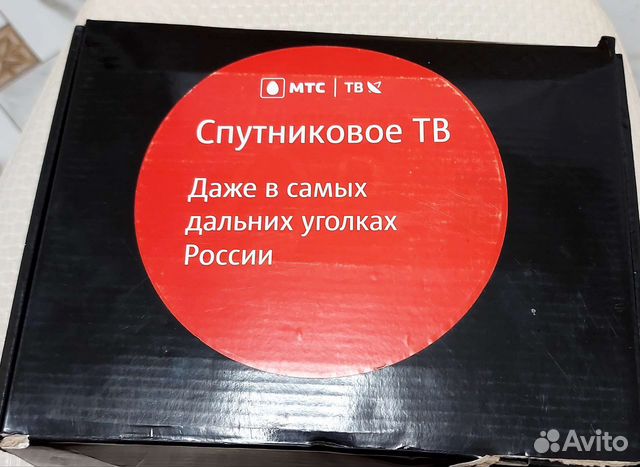 МТС | ТВ
Спутниковое ТВ
Даже в самых
дальних уголках
России
Avito